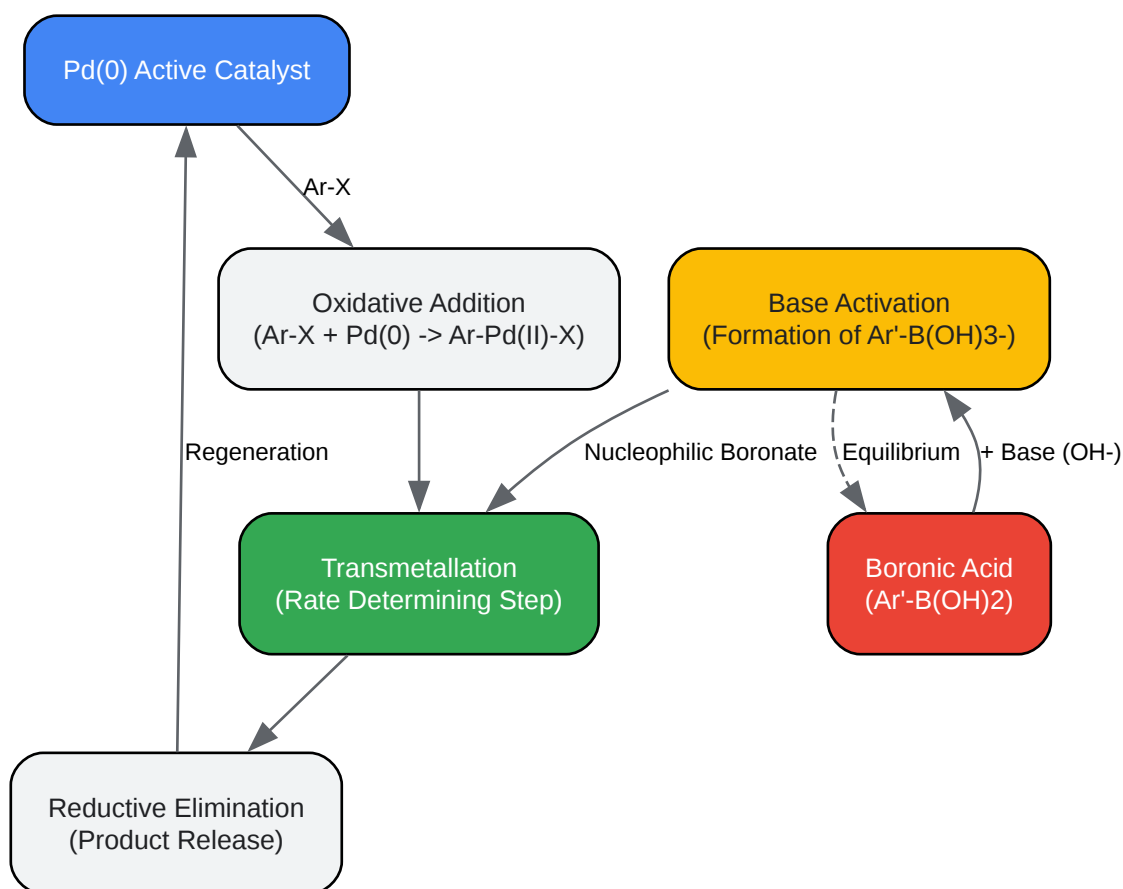 Pd(0) Active Catalyst
Ar-X
Oxidative Addition
(Ar-X + Pd(0) -> Ar-Pd(II)-X)
Base Activation
(Formation of Ar'-B(OH)3-)
Regeneration
Nucleophilic Boronate
Equilibrium
+ Base (OH-)
Transmetallation
(Rate Determining Step)
Boronic Acid
(Ar'-B(OH)2)
Reductive Elimination
(Product Release)